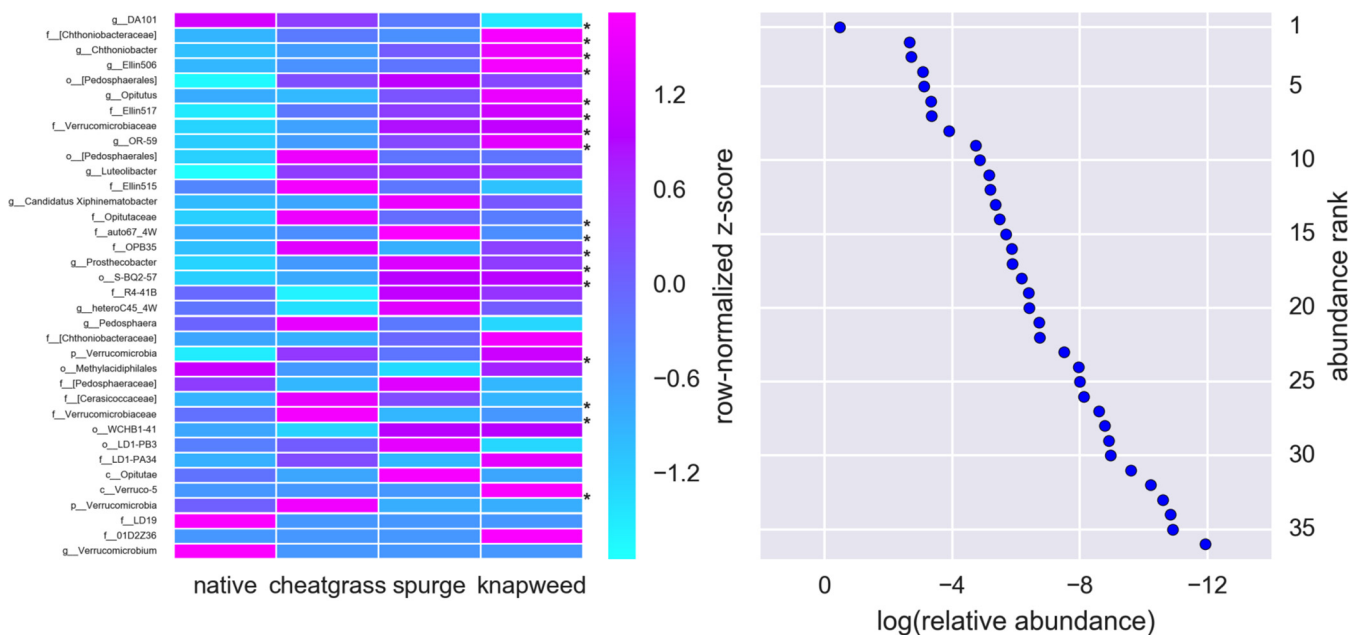 g__DA101
*
f__[Chthoniobacteraceae]
*
g__Chthoniobacter
*
g__Ellin506
*
o__[Pedosphaerales]
g__Opitutus
*
f__Ellin517
*
f__Verrucomicrobiaceae
*
g__OR-59
*
o__[Pedosphaerales]
g__Luteolibacter
f__Ellin515
g__Candidatus Xiphinematobacter
f__Opitutaceae
*
f__auto67_4W
*
f__OPB35
*
g__Prosthecobacter
*
o__S-BQ2-57
*
f__R4-41B
g__heteroC45_4W
g__Pedosphaera
f__[Chthoniobacteraceae]
p__Verrucomicrobia
*
o__Methylacidiphilales
f__[Pedosphaeraceae]
f__[Cerasicoccaceae]
*
f__Verrucomicrobiaceae
*
o__WCHB1-41
o__LD1-PB3
f__LD1-PA34
c__Opitutae
c__Verruco-5
*
p__Verrucomicrobia
f__LD19
f__01D2Z36
g__Verrucomicrobium
native cheatgrass spurge knapweed
1.2
0.6
0.0
−0.6
−1.2
row-normalized z-score
1
5
10
15
20
25
30
35
abundance rank
0 −4 −8 −12
log(relative abundance)